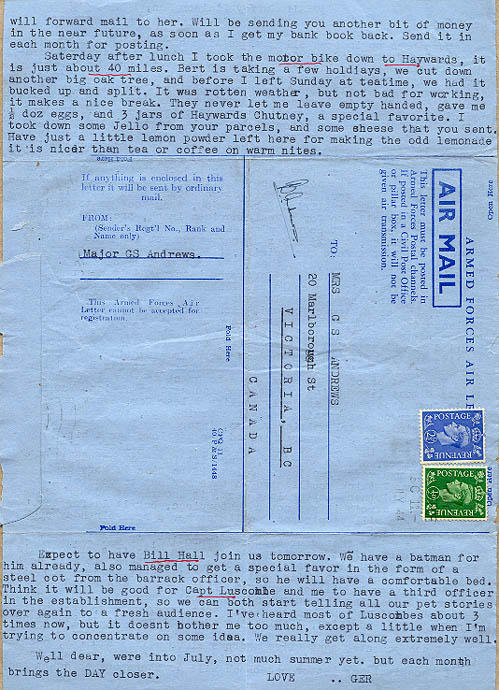 will forward mail to her. Will be sending you another bit of money
in the near future, as soon as I get my bank book back. Send it in
each month for posting.
Saterday after lunch I took the motor bike down to Haywards, it
is just about 40 miles. Bert is taking a few holdiays, we cut down
another big oak tree, and before I left Sunday at teatime, we had it
bucked up and split. It was rotten weather, but not bad for working,
it makes a nice break. They never let me leave empty handed, gave me
½ doz eggs, and 3 jars of Haywards Chutney, a special favorite. I
took down some Jello from your parcels, and some sheese that you sent.
Have just a little lemon powder left here for making the odd lemonade
it is nicer than tea or coffee on warm nites.
Fold Here
If anything is enclosed in this
letter it will be sent by ordinary
mail.
FROM:
(Sender's Regt'l No., Rank and
Name only)
Major GS Andrews.
This Armed Forces Air
Letter cannot be accepted for
registration.
Fold Here
CPQ 11
40 P & S/1448
Open Here
ARMED FORCES AIR LE
AIR MAIL
This letter must be posted in
Armed Forces Postal channels.
If posted in a Civil Post Office
or pillar box, it will not be
given air transmission.
TO: MRS G S ANDREWS
20 Marlborough St
VICTORIA, BC
CANADA
POSTAGE
REVENUE
POSTAGE
REVENUE
Open Here
Fold Here
Expect to have Bill Hall join us tomorrow. We have a batman for
him already, also managed to get a special favor in the form of a
steel cot from the barrack officer, so he will have a comfortable bed.
Think it will be good for Capt Luscombe and me to have a third officer
in the establishment, so we can both start telling all our pet stories
over again to a fresh audience. I've heard most of Luscombes about 3
times now, but it doesnt bother me too much, except a little when I'm
trying to concentrate on some idea. We really get along extremely well.
Well dear, were into July, not much summer yet. but each month
brings the DAY closer. LOVE .. GER